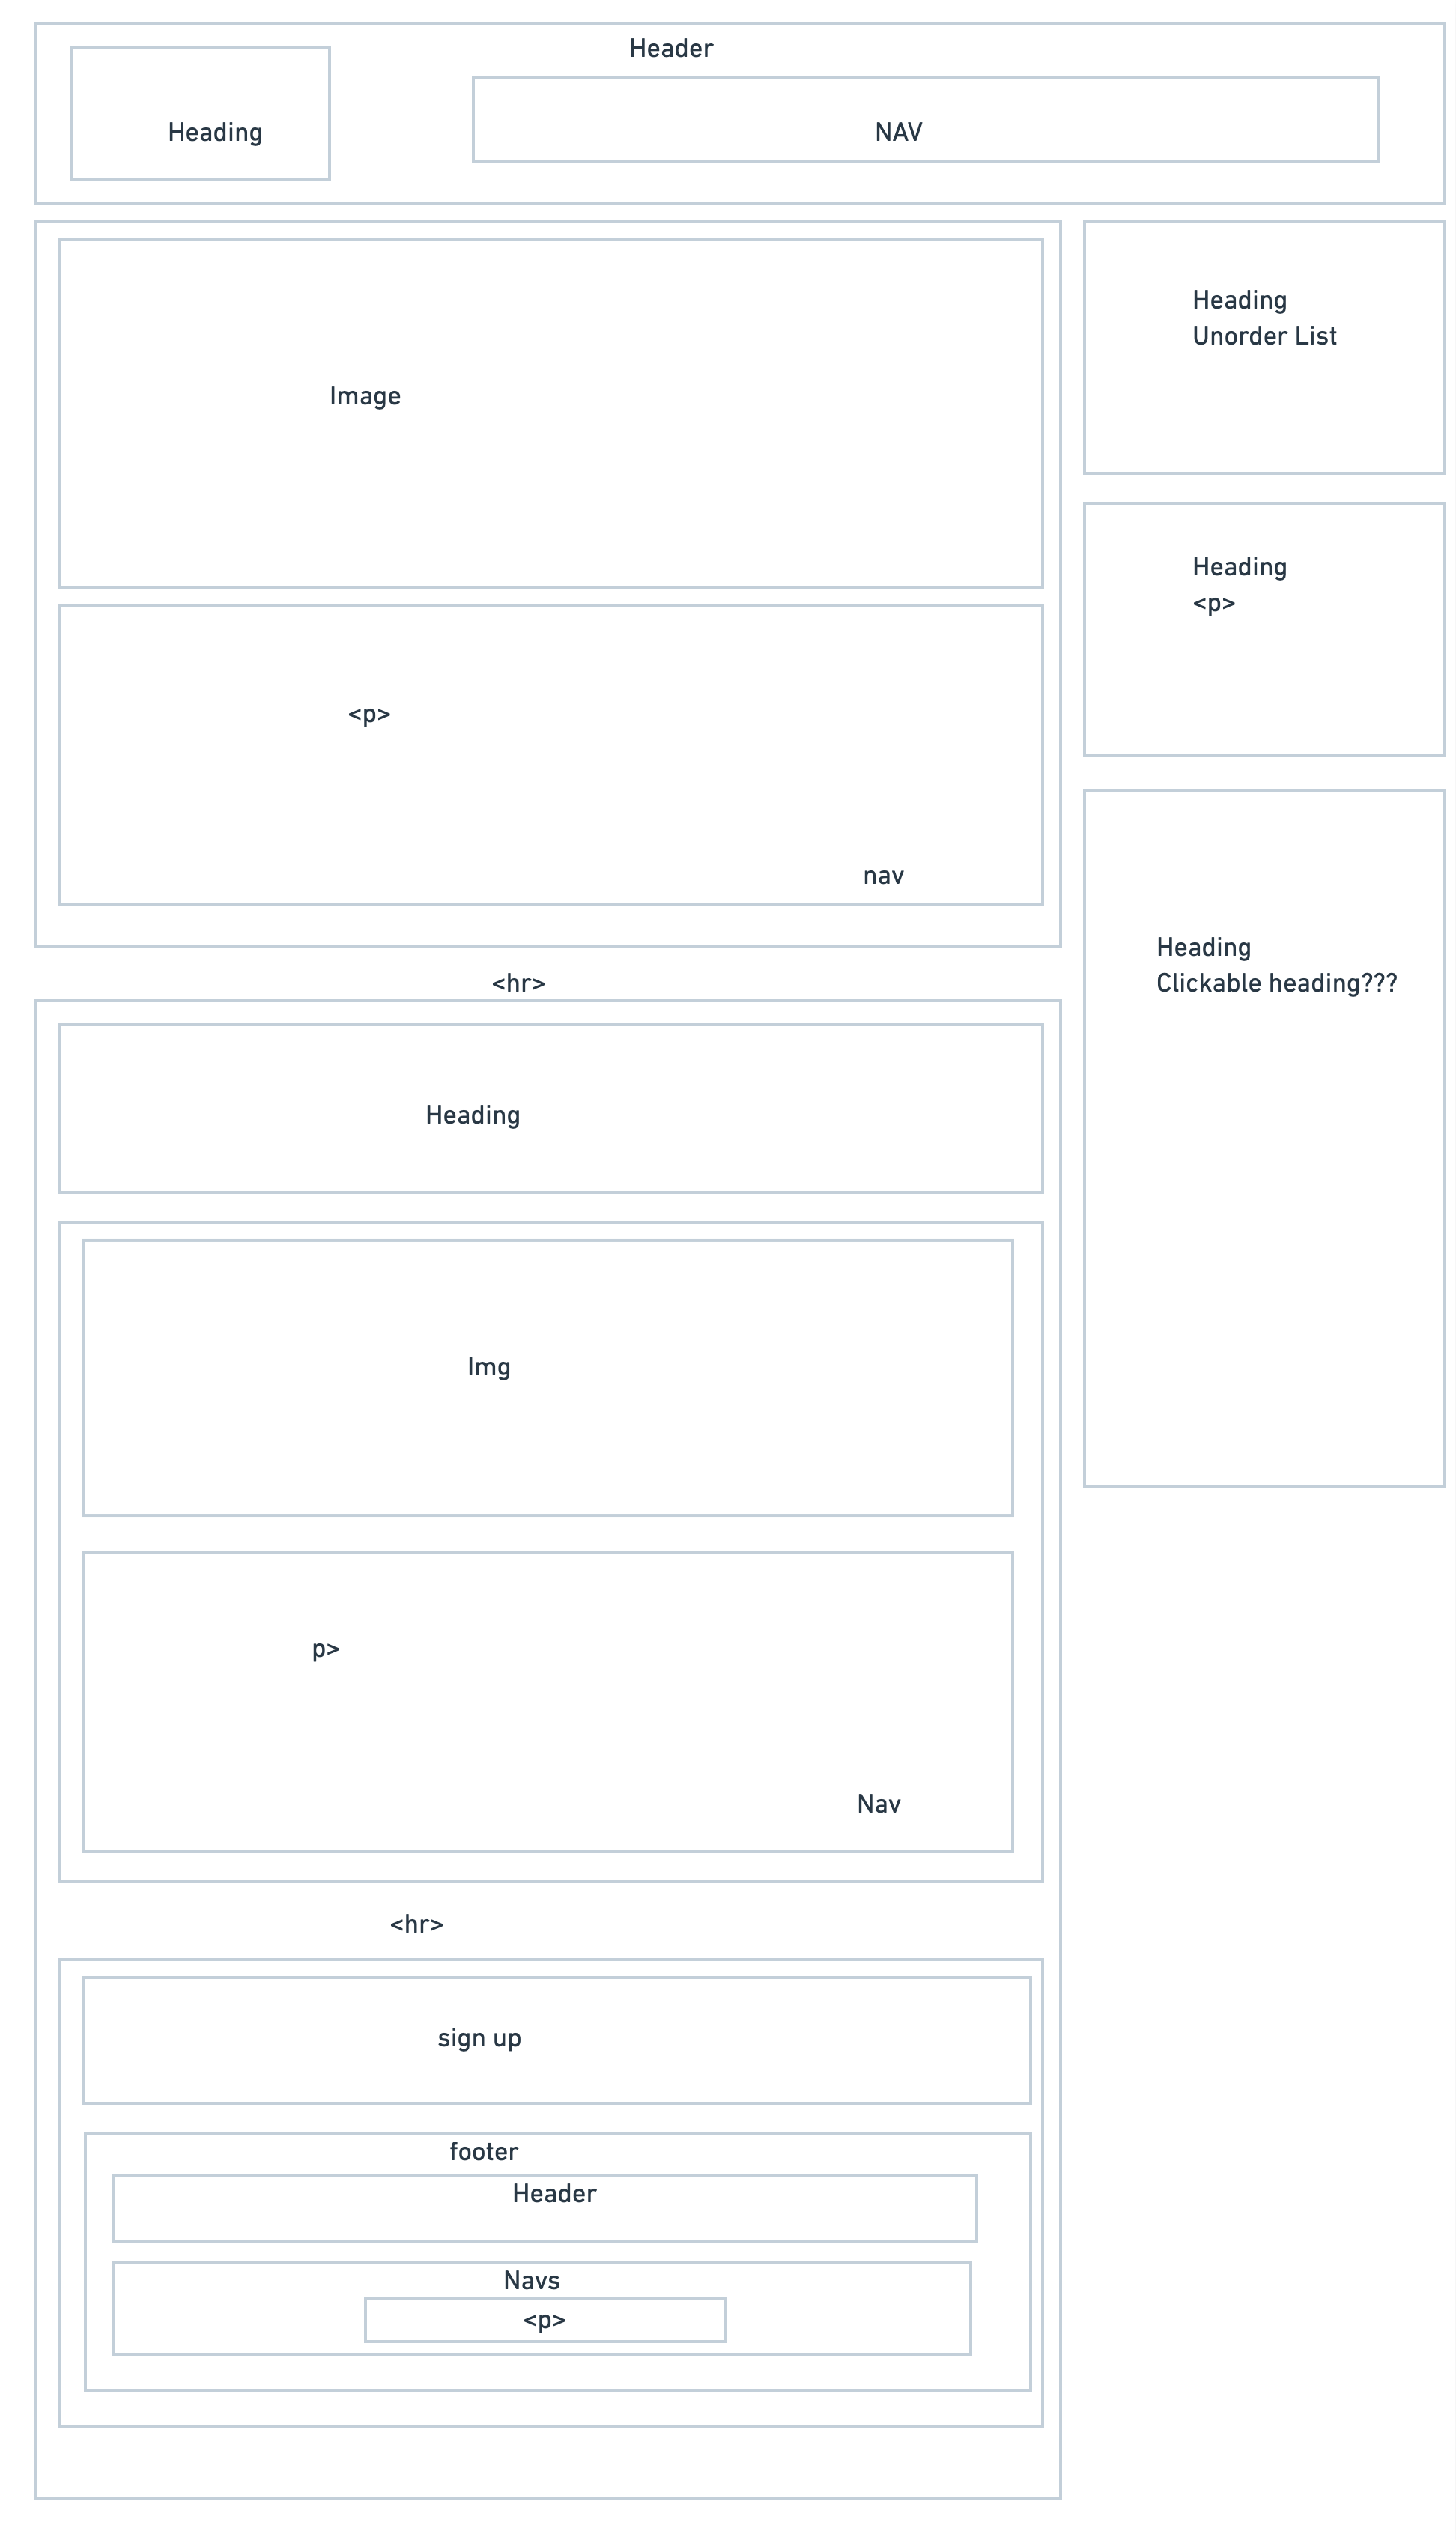 Header
Heading
NAV
Image
<p>
nav
<hr>
Heading
Img
p>
Nav
<hr>
sign up
footer
Header
Navs
<p>
Heading
Unorder List
Heading
<p>
Heading
Clickable heading???